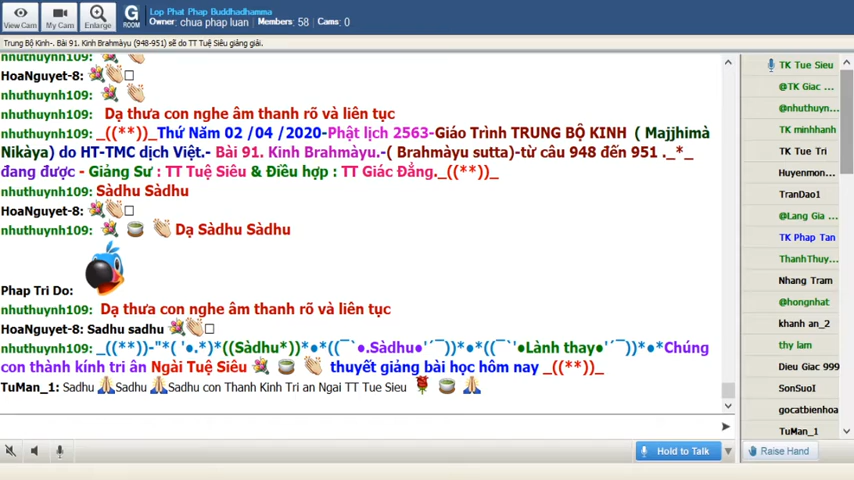 Lop Phat Phap Buddhadhamma
Owner: chua phap luan  Members: 58  Cams: 0
View Cam
My Cam
Enlarge
G ROOM
Trung Bộ Kinh-. Bài 91. Kinh Brahmàyu (948-951) sẽ do TT Tuệ Siêu giảng giải.
nhuthuynh109:
HoaNguyet-8:
nhuthuynh109:
nhuthuynh109: Dạ thưa con nghe âm thanh rõ và liên tục
nhuthuynh109: _((**))_Thứ Năm 02 /04 /2020-Phật lịch 2563-Giáo Trình TRUNG BỘ KINH ( Majjhimà
Nikàya) do HT-TMC dịch Việt.- Bài 91. Kinh Brahmàyu.-( Brahmàyu sutta)-từ câu 948 đến 951 ._*_
đang được - Giảng Sư : TT Tuệ Siêu & Điều hợp : TT Giác Đẳng._((**))_
nhuthuynh109: Sàdhu Sàdhu
HoaNguyet-8:
nhuthuynh109: Dạ Sàdhu Sàdhu
Phap Tri Do:
nhuthuynh109: Dạ thưa con nghe âm thanh rõ và liên tục
HoaNguyet-8: Sadhu sadhu
nhuthuynh109: _((**))-"*( '●.*)*((Sàdhu*))*●*((¯`●.Sàdhu●'´¯))*●*((¯`'●Lành thay●'´¯))*●*Chúng
con thành kính tri ân Ngài Tuệ Siêu thuyết giảng bài học hôm nay _((**))_
TuMan_1: Sadhu Sadhu Sadhu con Thanh Kinh Tri an Ngai TT Tue Sieu
Hold to Talk
TK Tue Sieu
@TK Giac ...
@nhuthuyn...
TK minhhanh
TK Tue Tri
Huyenmon...
TranDao1
@Lang Gia ...
TK Phap Tan
ThanhThuy...
Nhang Tram
@hongnhat
khanh an_2
thy lam
Dieu Giac 999
SonSuoI
gocatbienhoa
TuMan_1
Raise Hand